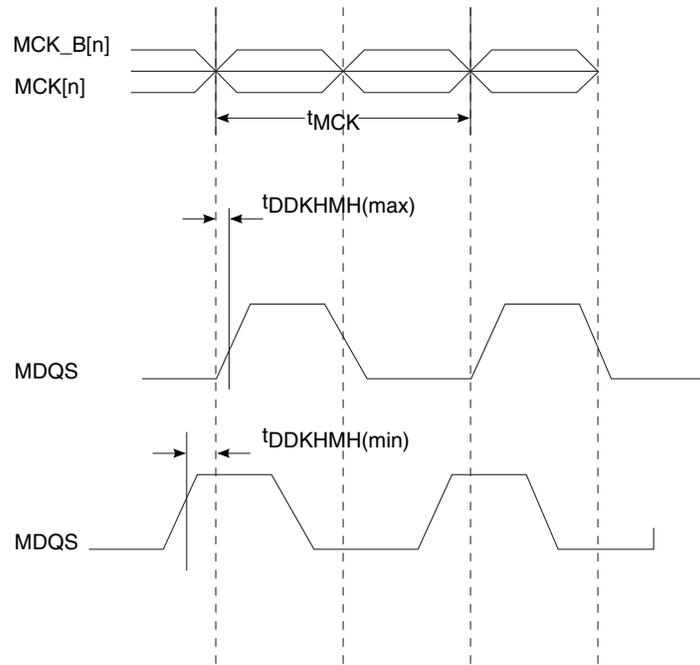 MCK_B[n]
MCK[n]
tMCK
tDDKHMH(max)
MDQS
tDDKHMH(min)
MDQS